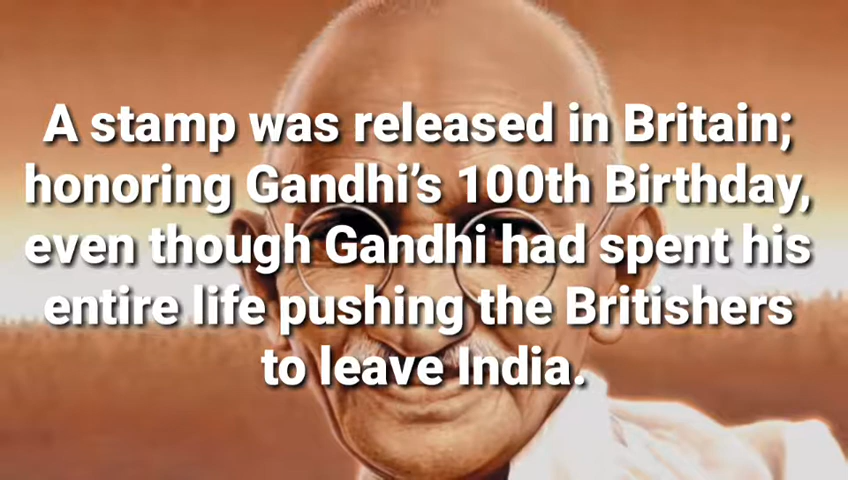 A stamp was released in Britain;
honoring Gandhi’s 100th Birthday,
even though Gandhi had spent his
entire life pushing the Britishers
to leave India.